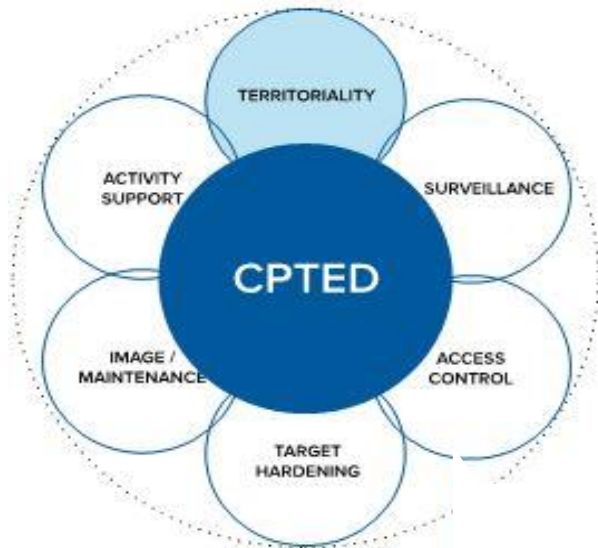 TERRITORIALITY
SURVEILLANCE
ACCESS
CONTROL
TARGET
HARDENING
IMAGE /
MAINTENANCE
ACTIVITY
SUPPORT
CPTED